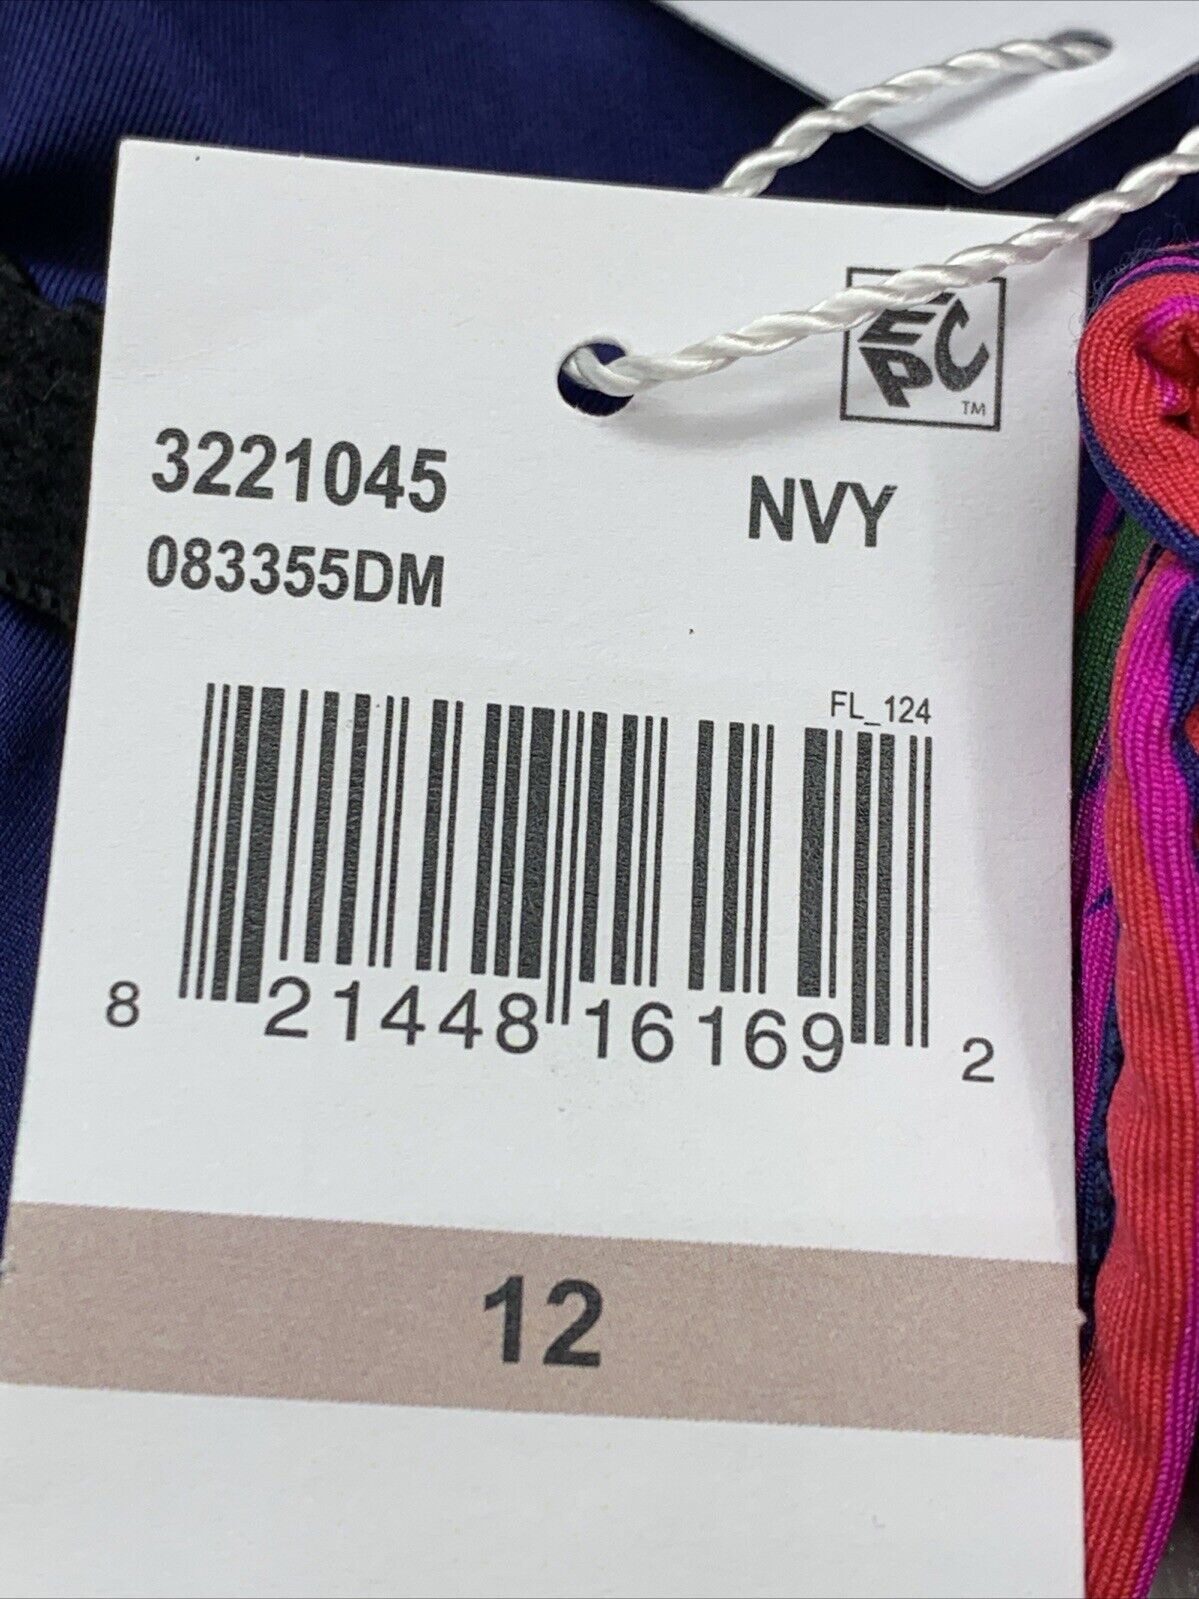 EPC
TM
3221045
NVY
083355DM
FL_124
8 21448 16169 2
12